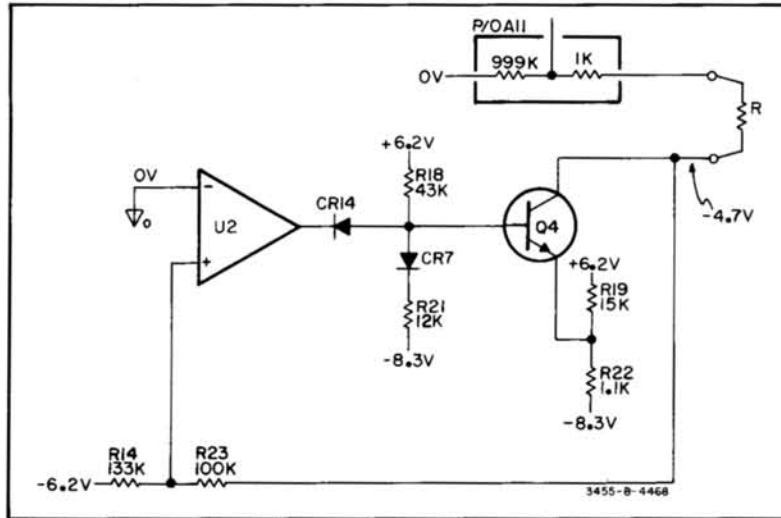 P/OA11
999K
1K
0V
R
+6.2V
R18
43K
0V
CR14
U2
-
+
0
CR7
Q4
-4.7V
+6.2V
R19
15K
R21
12K
-8.3V
R22
1.1K
-8.3V
R14
133K
R23
100K
-6.2V
3455-B-4468